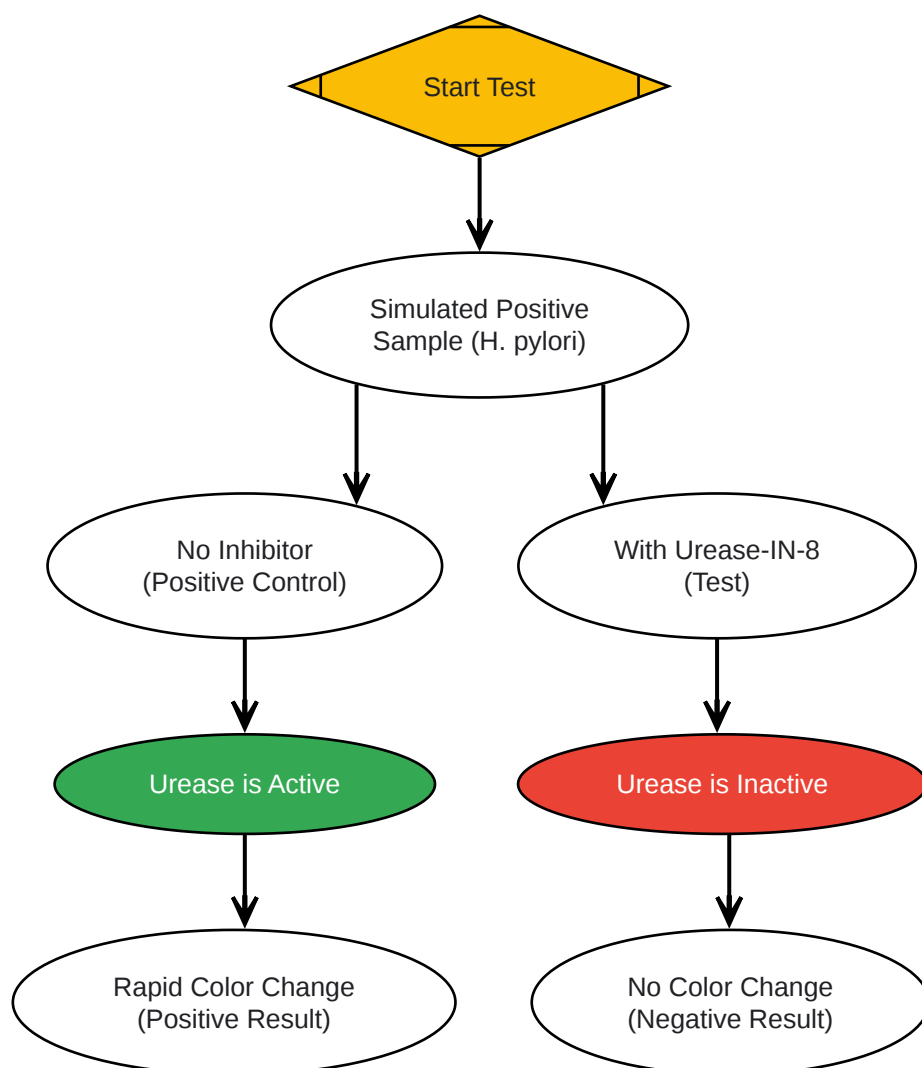 Start Test
Simulated Positive
Sample (H. pylori)
No Inhibitor
(Positive Control)
With Urease-IN-8
(Test)
Urease is Active
Urease is Inactive
Rapid Color Change
(Positive Result)
No Color Change
(Negative Result)